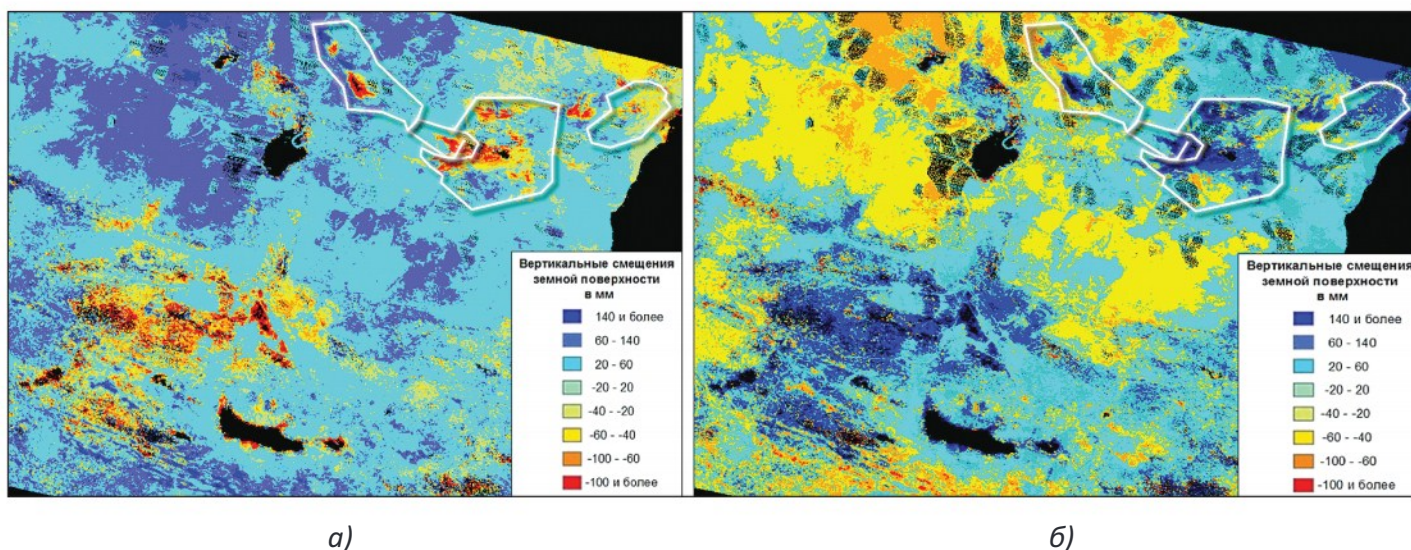 Вертикальные смещения
земной поверхности
в мм
140 и более
60 - 140
20 - 60
-20 - 20
-40 - -20
-60 - -40
-100 - -60
-100 и более
Вертикальные смещения
земной поверхности
в мм
140 и более
60 - 140
20 - 60
-20 - 20
-40 - -20
-60 - -40
-100 - -60
-100 и более
а)
б)